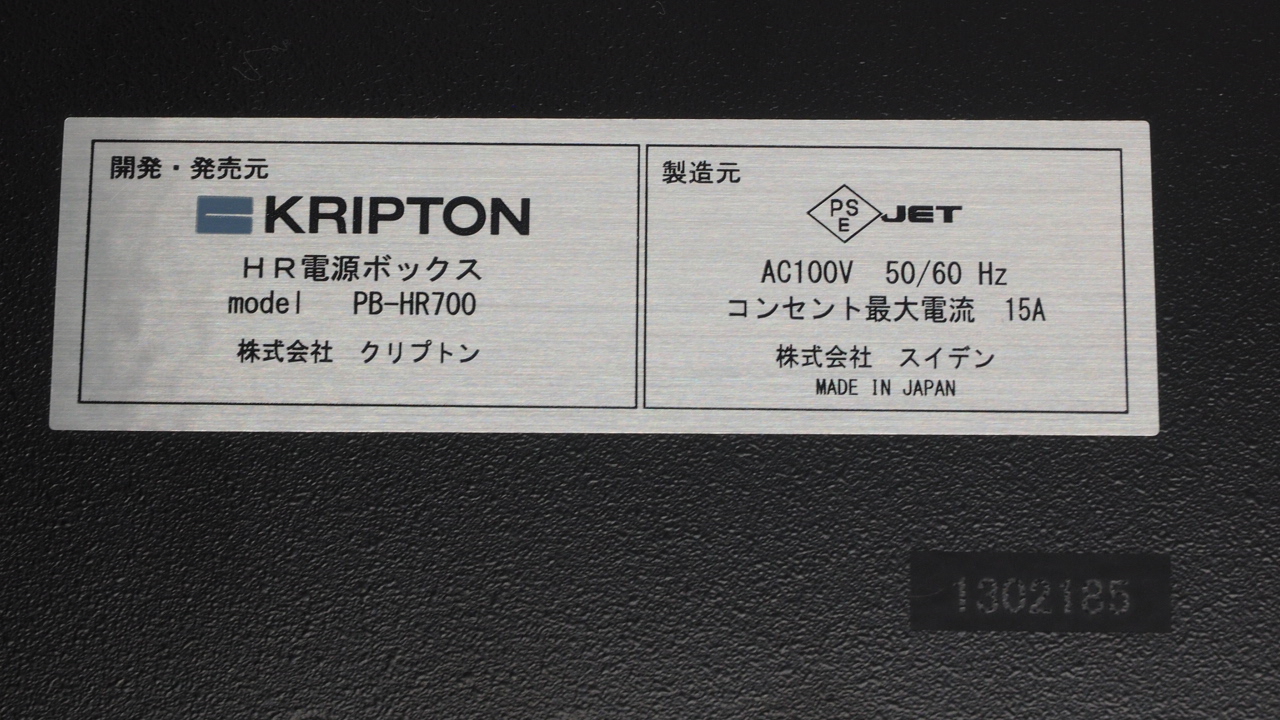 開発・発売元
KRIPTON
HR電源ボックス
model PB-HR700
株式会社 クリプトン
製造元
PS
E
JET
AC100V 50/60 Hz
コンセント最大電流 15A
株式会社 スイデン
MADE IN JAPAN
1302185